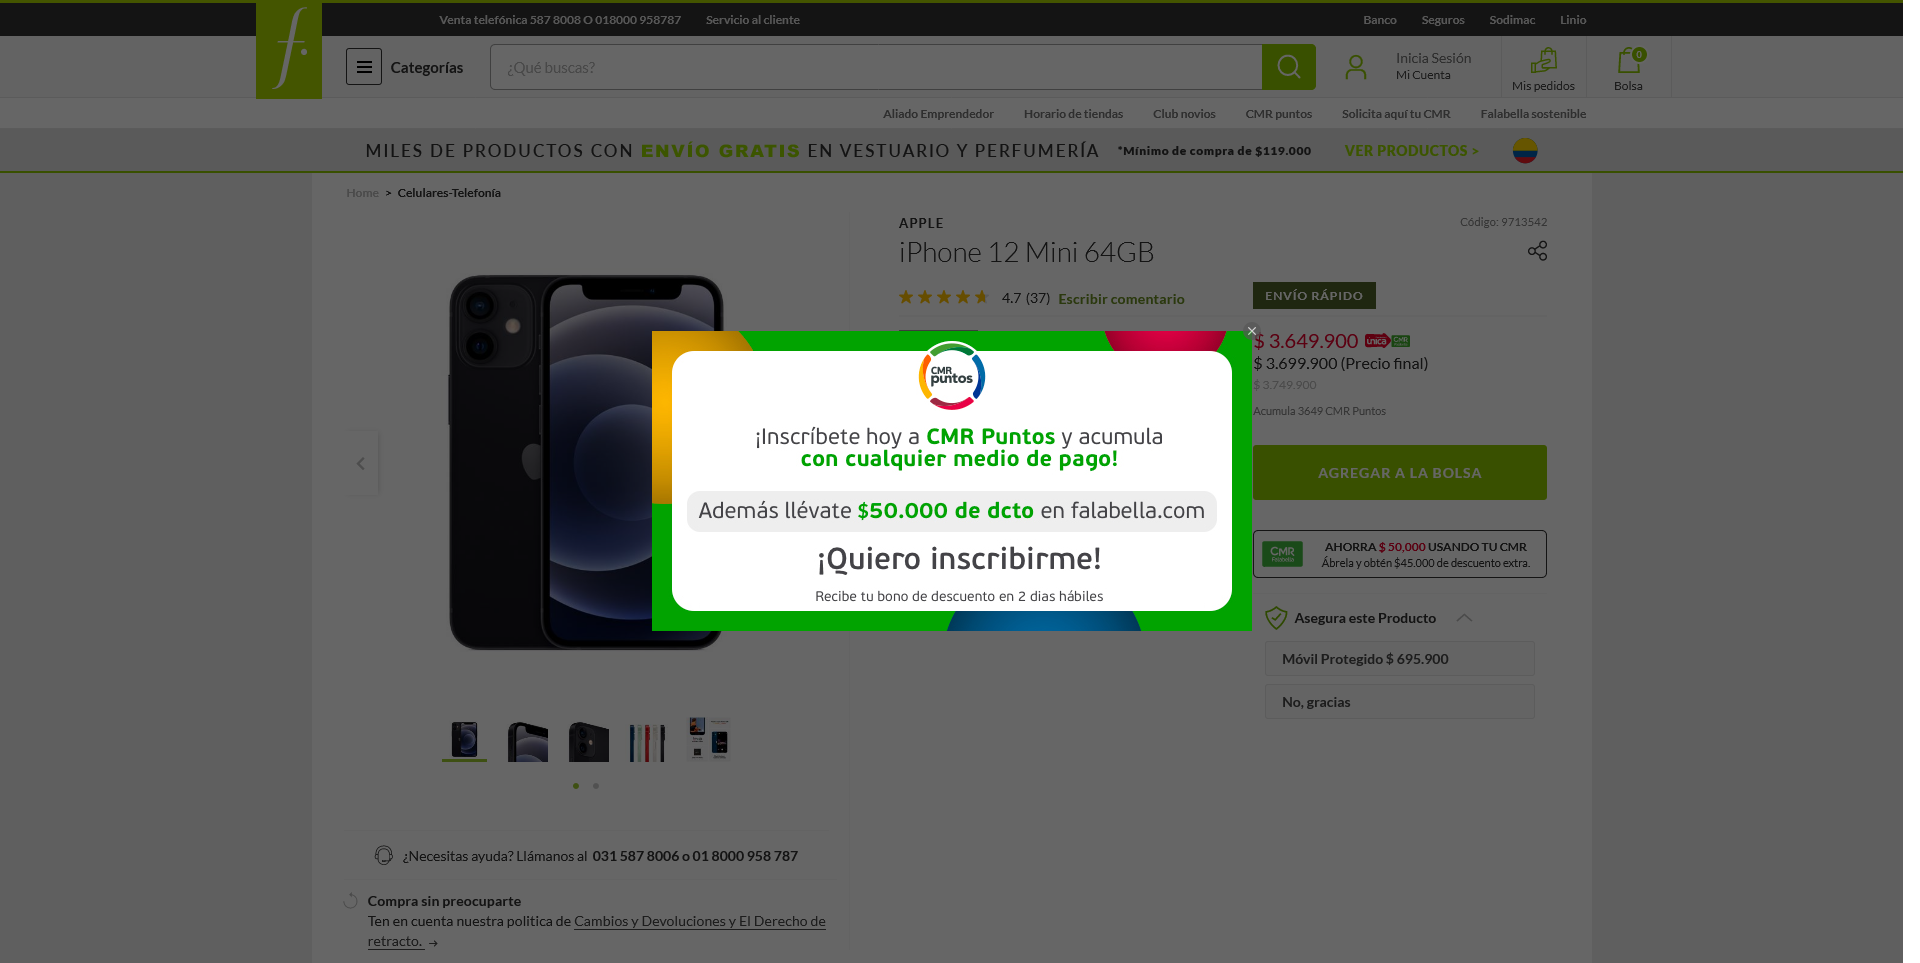 Venta telefónica 587 8008 O 018000 958787 Servicio al cliente Banco Seguros Sodimac Linio
f.
Categorías ¿Qué buscas? Inicia Sesión
Mi Cuenta Mis pedidos 0 Bolsa
Aliado Emprendedor Horario de tiendas Club novios CMR puntos Solicita aquí tu CMR Falabella sostenible
MILES DE PRODUCTOS CON ENVÍO GRATIS EN VESTUARIO Y PERFUMERÍA *Mínimo de compra de $119.000 VER PRODUCTOS >
Home > Celulares-Telefonía
APPLE Código: 9713542
iPhone 12 Mini 64GB
4.7 (37) Escribir comentario ENVÍO RÁPIDO
$ 3.649.900 unica CMR
$ 3.699.900 (Precio final)
$ 3.749.900
Acumula 3649 CMR Puntos
AGREGAR A LA BOLSA
CMR
puntos
¡Inscríbete hoy a CMR Puntos y acumula
con cualquier medio de pago!
Además llévate $50.000 de dcto en falabella.com
¡Quiero inscribirme!
Recibe tu bono de descuento en 2 dias hábiles
CMR
Falabella
AHORRA $ 50,000 USANDO TU CMR
Ábrela y obtén $45.000 de descuento extra.
Asegura este Producto
Móvil Protegido $ 695.900
No, gracias
¿Necesitas ayuda? Llámanos al 031 587 8006 o 01 8000 958 787
Compra sin preocuparte
Ten en cuenta nuestra politica de Cambios y Devoluciones y El Derecho de
retracto. →